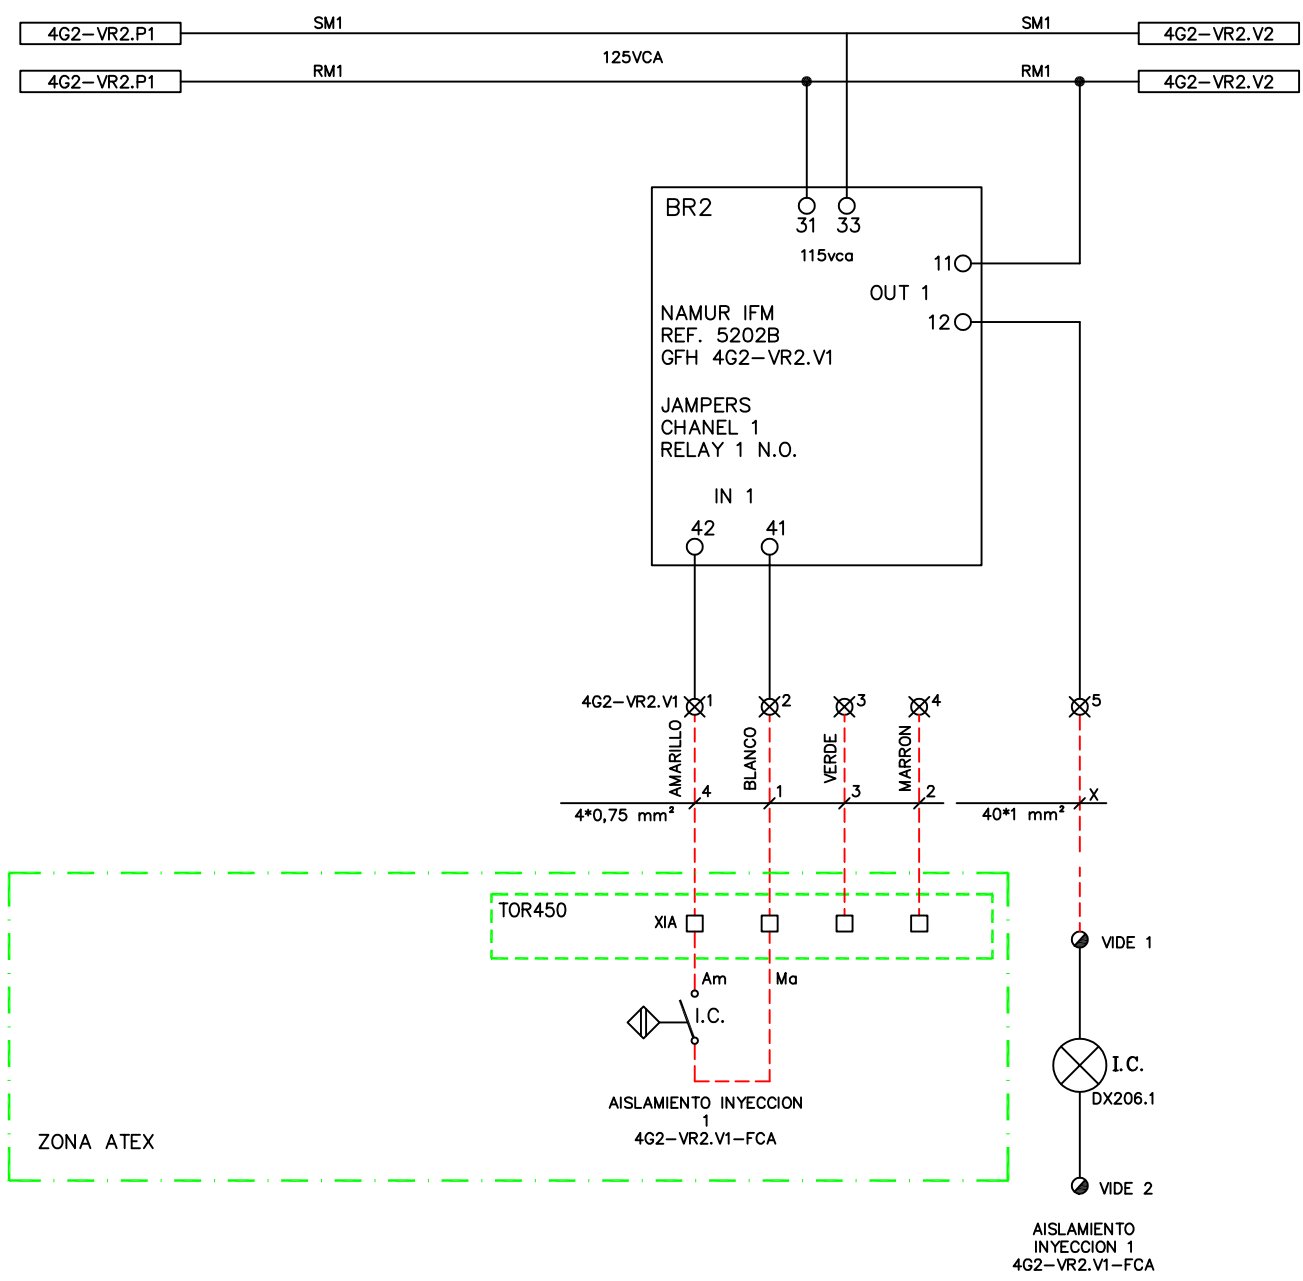 4G2-VR2.P1
SM1
SM1
4G2-VR2.V2
125VCA
4G2-VR2.P1
RM1
RM1
4G2-VR2.V2
BR2
31
33
115vca
11
OUT 1
12
NAMUR IFM
REF. 5202B
GFH 4G2-VR2.V1
JAMPERS
CHANEL 1
RELAY 1 N.O.
IN 1
42
41
4G2-VR2.V1
1
2
3
4
5
AMARILLO
BLANCO
VERDE
MARRON
4
1
3
2
X
4*0,75 mm²
40*1 mm²
TOR450
XIA
VIDE 1
Am
Ma
I.C.
I.C.
DX206.1
AISLAMIENTO INYECCION
1
4G2-VR2.V1-FCA
ZONA ATEX
VIDE 2
AISLAMIENTO
INYECCION 1
4G2-VR2.V1-FCA